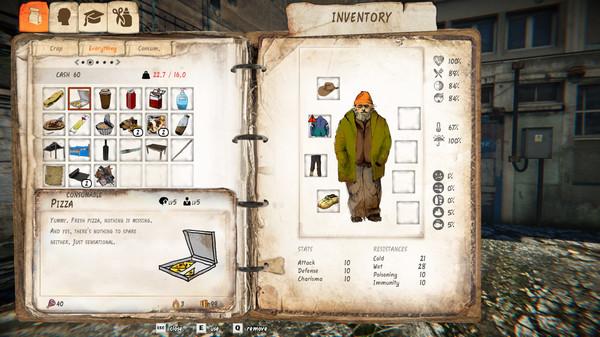 INVENTORY
Crap Everything Consum.
CASH 60 22,7 / 16,0
2 2
2
CONSUMABLE
PIZZA
YUMMY. FRESH PIZZA, NOTHING IS MISSING.
AND YES, THERE'S NOTHING TO SPARE
NEITHER. JUST SENSATIONAL.
40 3
100%
84%
84%
67%
100%
0%
0%
0%
5%
5%
STATS
Attack 10
Defense 10
Charisma 10
RESISTANCES
Cold 21
Wet 28
Poisoning 10
Immunity 10
ESC close E use Q remove